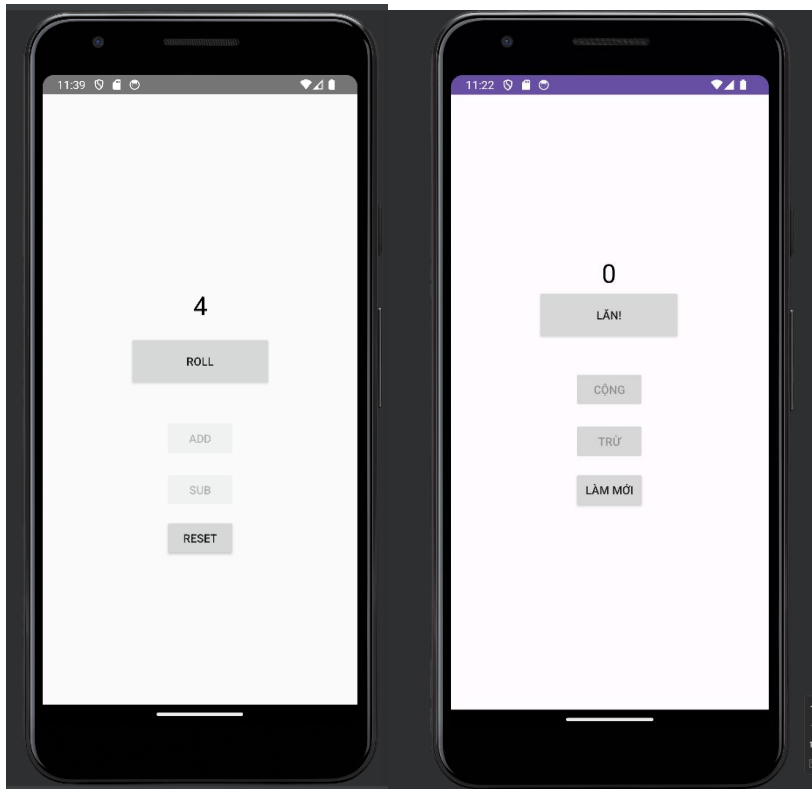 11:39
4
ROLL
ADD
SUB
RESET
11:22
0
LĂN!
CỘNG
TRỪ
LÀM MỚI